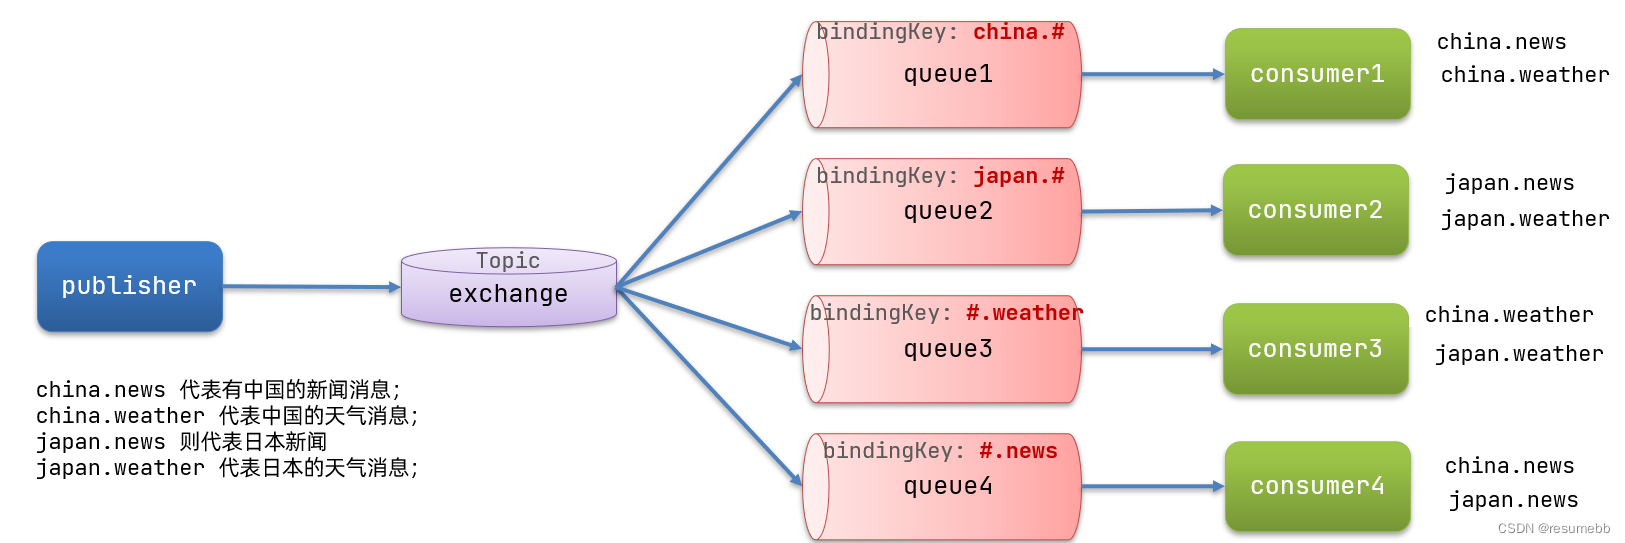 bindingKey: china.#
queue1
consumer1
china.news
china.weather
bindingKey: japan.#
queue2
consumer2
japan.news
japan.weather
publisher
Topic
exchange
bindingKey: #.weather
queue3
consumer3
china.weather
japan.weather
china.news 代表有中国的新闻消息;
china.weather 代表中国的天气消息;
japan.news 则代表日本新闻
japan.weather 代表日本的天气消息;
bindingKey: #.news
queue4
consumer4
china.news
japan.news
CSDN @resumebb